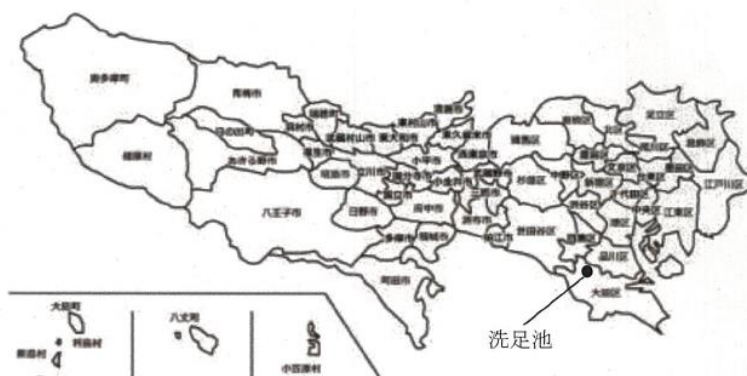 奥多摩町
青梅市
檜原村
日の出町
あきる野市
瑞穂町
羽村市
福生市
武蔵村山市
東大和市
東村山市
清瀬市
東久留米市
西東京市
小平市
昭島市
立川市
国分寺市
小金井市
武蔵野市
三鷹市
国立市
府中市
調布市
狛江市
八王子市
日野市
多摩市
稲城市
町田市
練馬区
板橋区
北区
足立区
葛飾区
荒川区
豊島区
文京区
台東区
墨田区
江戸川区
中野区
杉並区
新宿区
千代田区
中央区
江東区
渋谷区
港区
世田谷区
目黒区
品川区
大田区
洗足池
大島町
利島村
新島村
八丈町
小笠原村